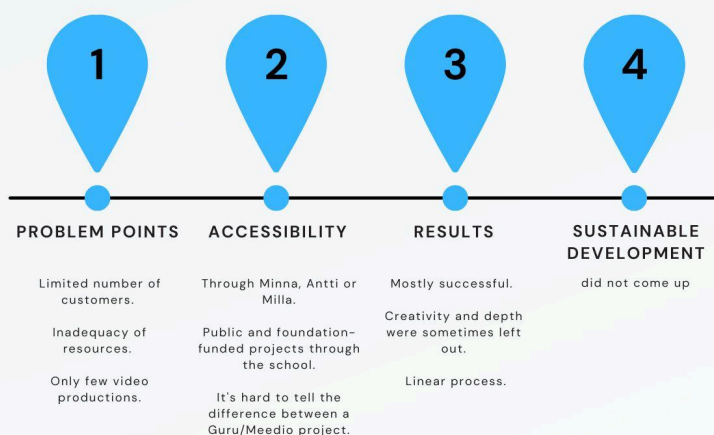 1
2
3
4
PROBLEM POINTS
Limited number of
customers.
Inadequacy of
resources.
Only few video
productions.
ACCESSIBILITY
Through Minna, Antti or
Milla.
Public and foundation-
funded projects through
the school.
It's hard to tell the
difference between a
Guru/Meedio project.
RESULTS
Mostly successful.
Creativity and depth
were sometimes left
out.
Linear process.
SUSTAINABLE
DEVELOPMENT
did not come up